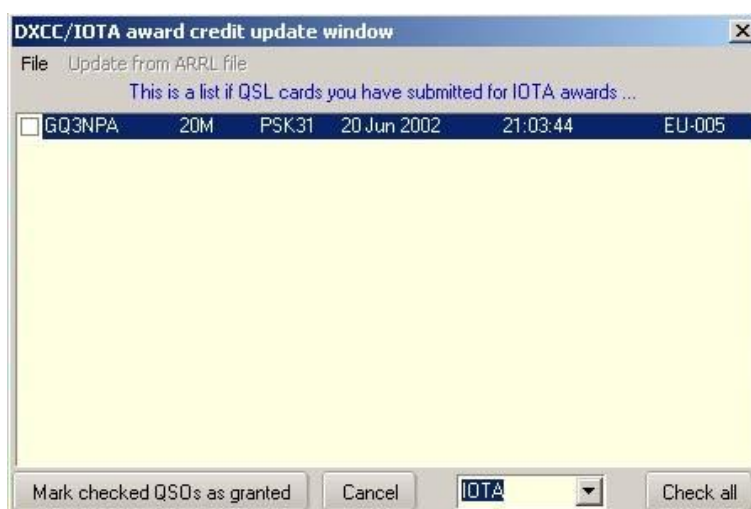 DXCC/IOTA award credit update window
File Update from ARRL file
This is a list if QSL cards you have submitted for IOTA awards ...
GQ3NPA 20M PSK31 20 Jun 2002 21:03:44 EU-005
Mark checked QSOs as granted Cancel IOTA Check all